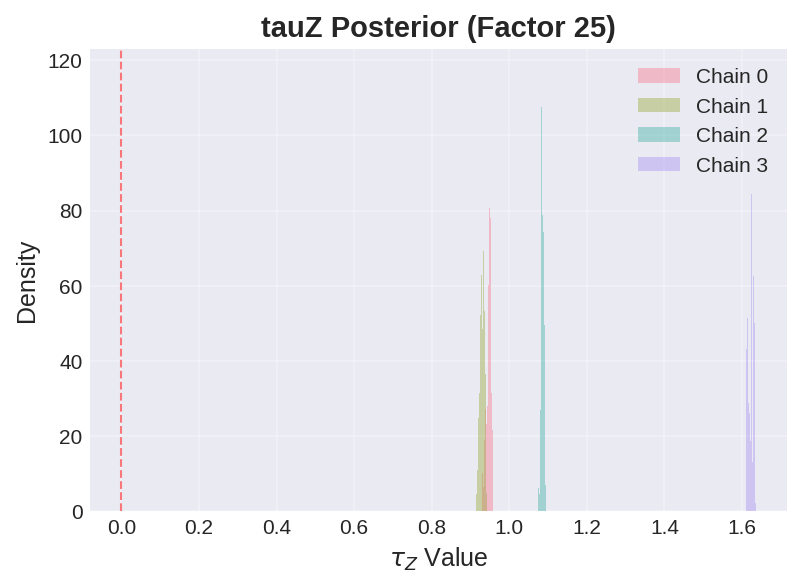 tauZ Posterior (Factor 25)
120
100
80
60
40
20
0
Density
Chain 0
Chain 1
Chain 2
Chain 3
0.0 0.2 0.4 0.6 0.8 1.0 1.2 1.4 1.6
τ_Z Value